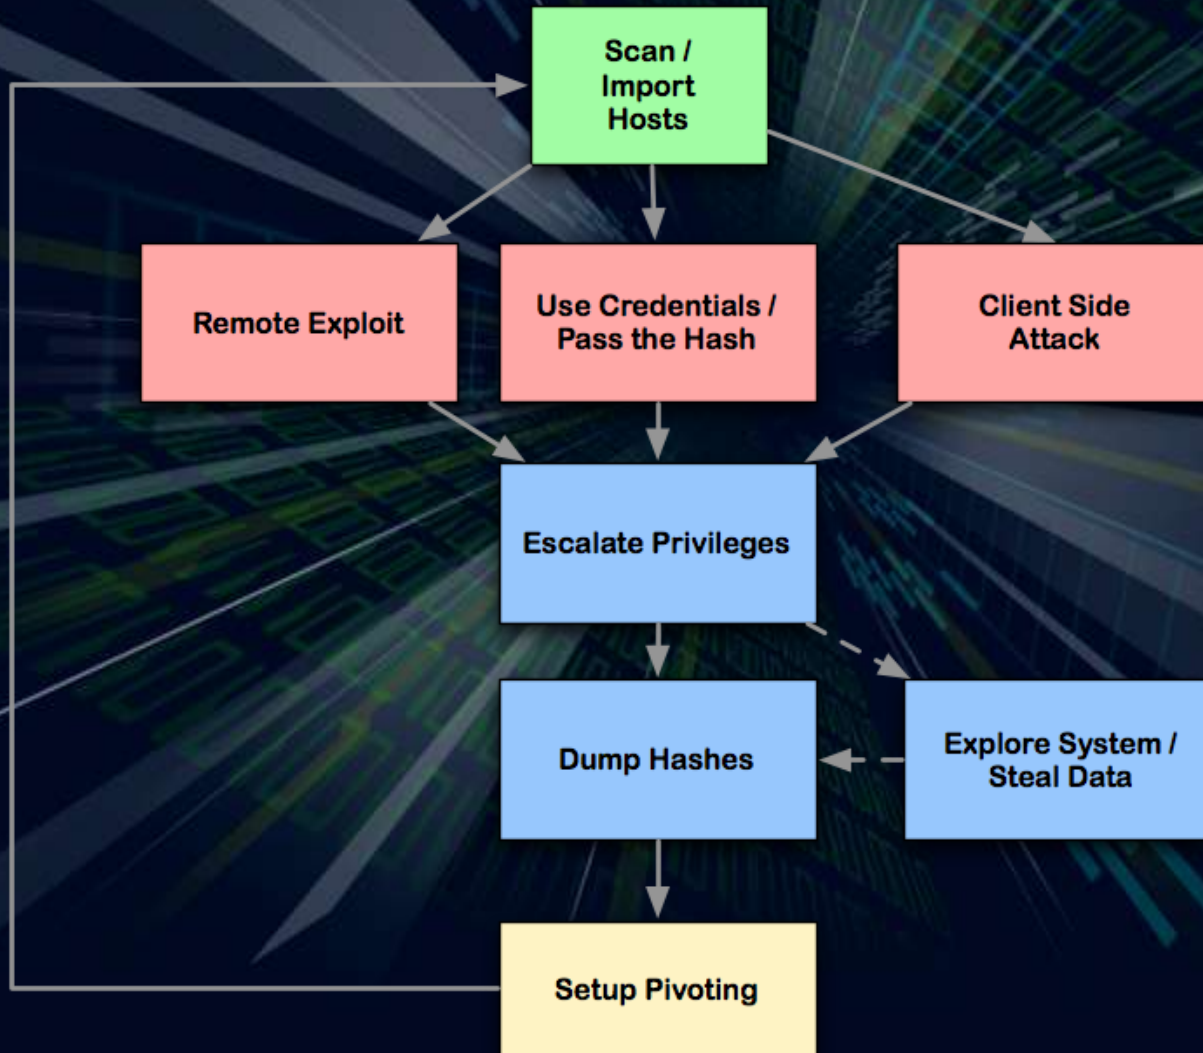 Scan /
Import
Hosts
Remote Exploit
Use Credentials /
Pass the Hash
Client Side
Attack
Escalate Privileges
Dump Hashes
Explore System /
Steal Data
Setup Pivoting